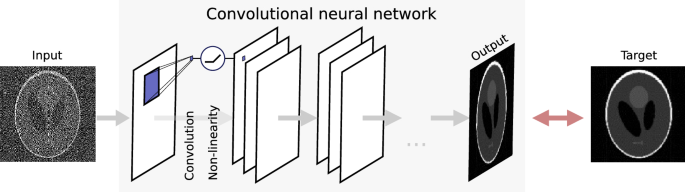 Convolutional neural network
Input
Convolution
Non-linearity
...
Output
Target